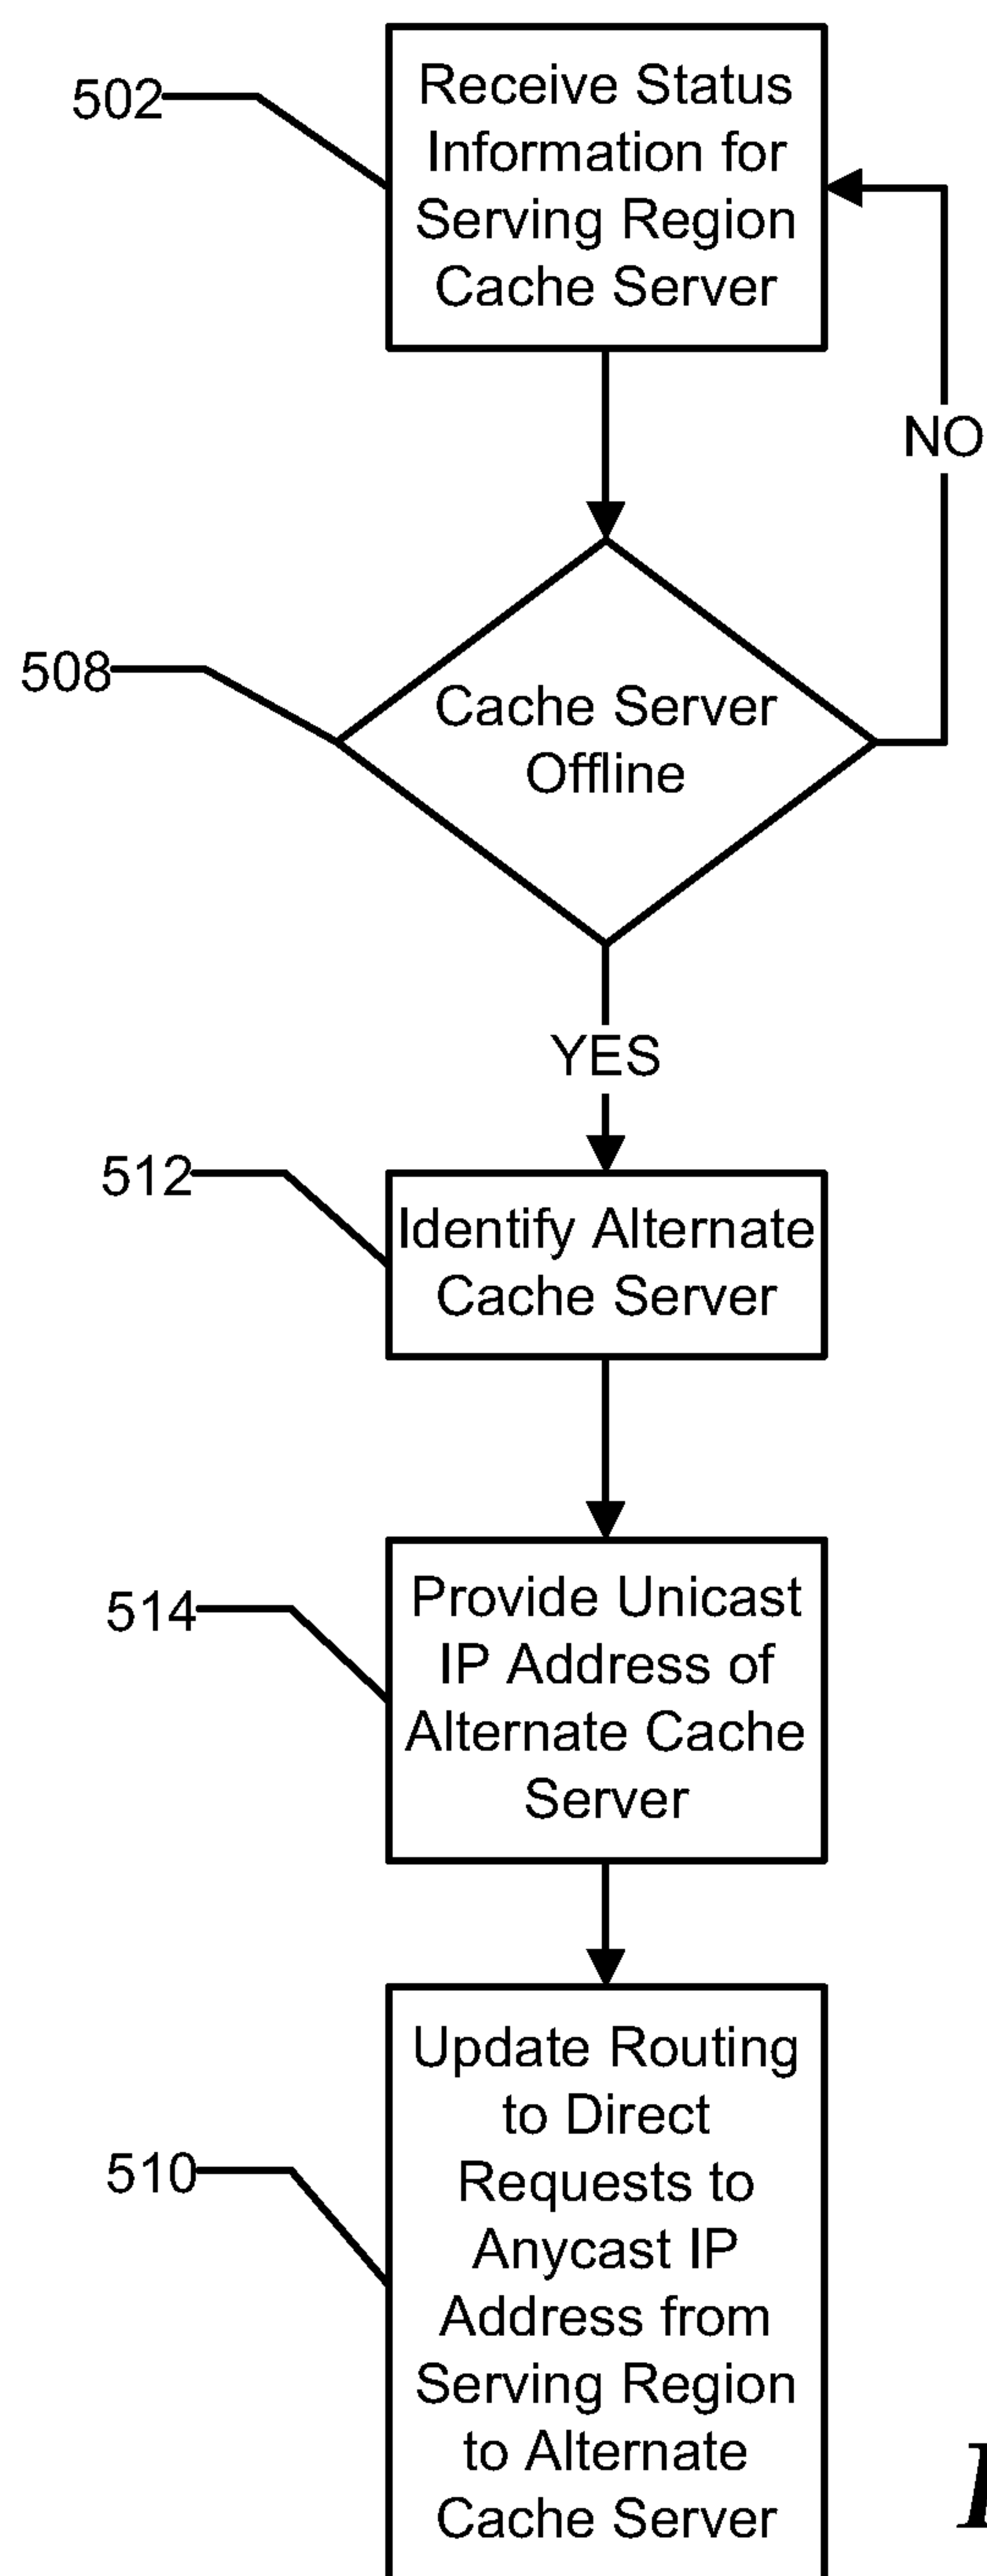 502
Receive Status
Information for
Serving Region
Cache Server
NO
508
Cache Server
Offline
YES
512
Identify Alternate
Cache Server
514
Provide Unicast
IP Address of
Alternate Cache
Server
510
Update Routing
to Direct
Requests to
Anycast IP
Address from
Serving Region
to Alternate
Cache Server